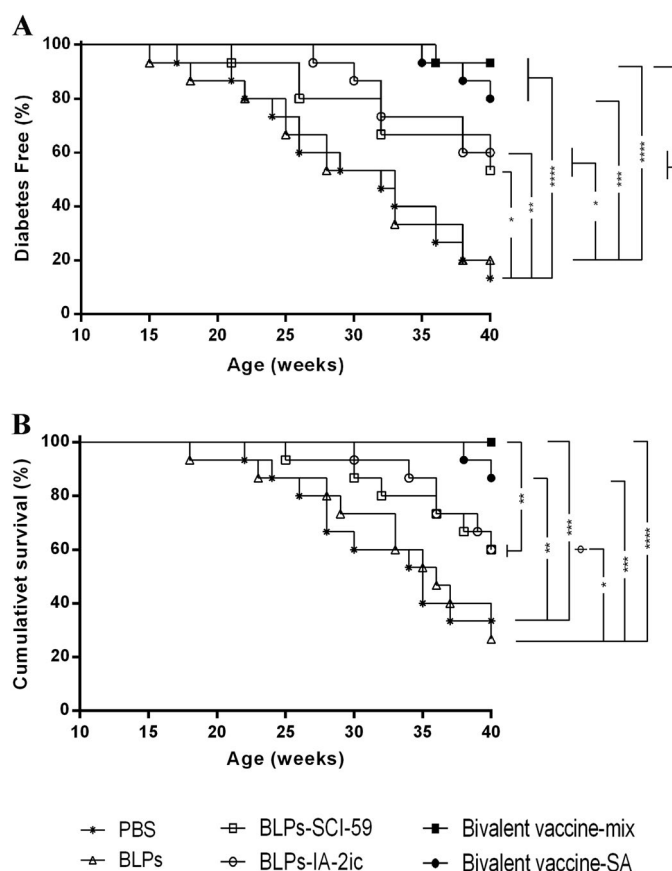 A
Diabetes Free (%)
100
80
60
40
20
0
10 15 20 25 30 35 40
Age (weeks)
* ** **** * *** ****
B
Cumulativet survival (%)
100
80
60
40
20
0
10 15 20 25 30 35 40
Age (weeks)
** ** *** * *** ****
PBS BLPs-SCI-59 Bivalent vaccine-mix
BLPs BLPs-IA-2ic Bivalent vaccine-SA